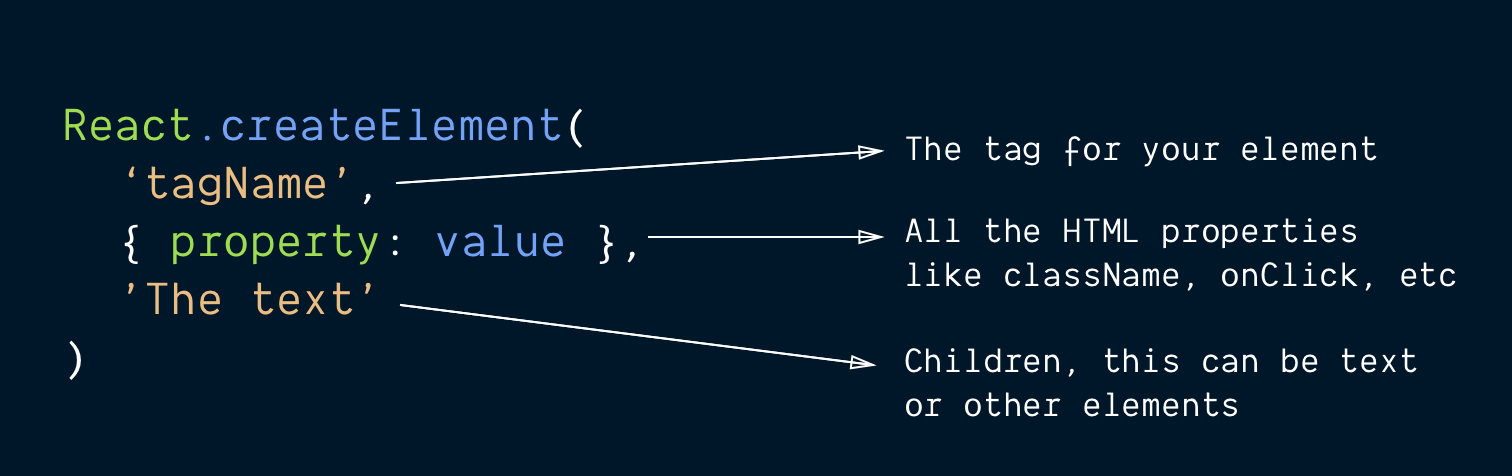 React.createElement(
‘tagName’,
{ property: value },
’The text’
)
The tag for your element
All the HTML properties
like className, onClick, etc
Children, this can be text
or other elements